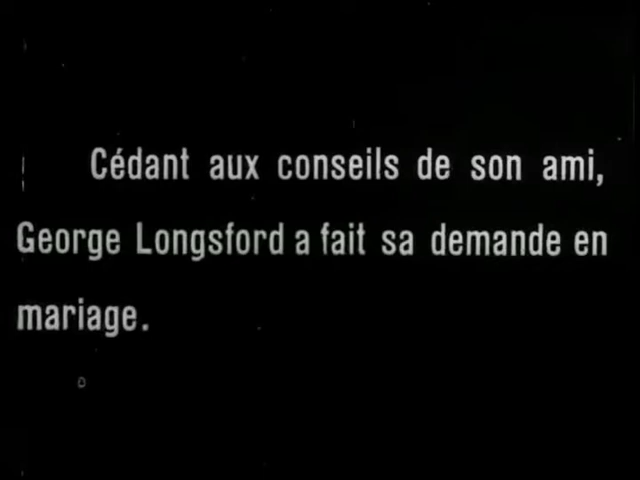 Cédant aux conseils de son ami,
George Longsford a fait sa demande en
mariage.